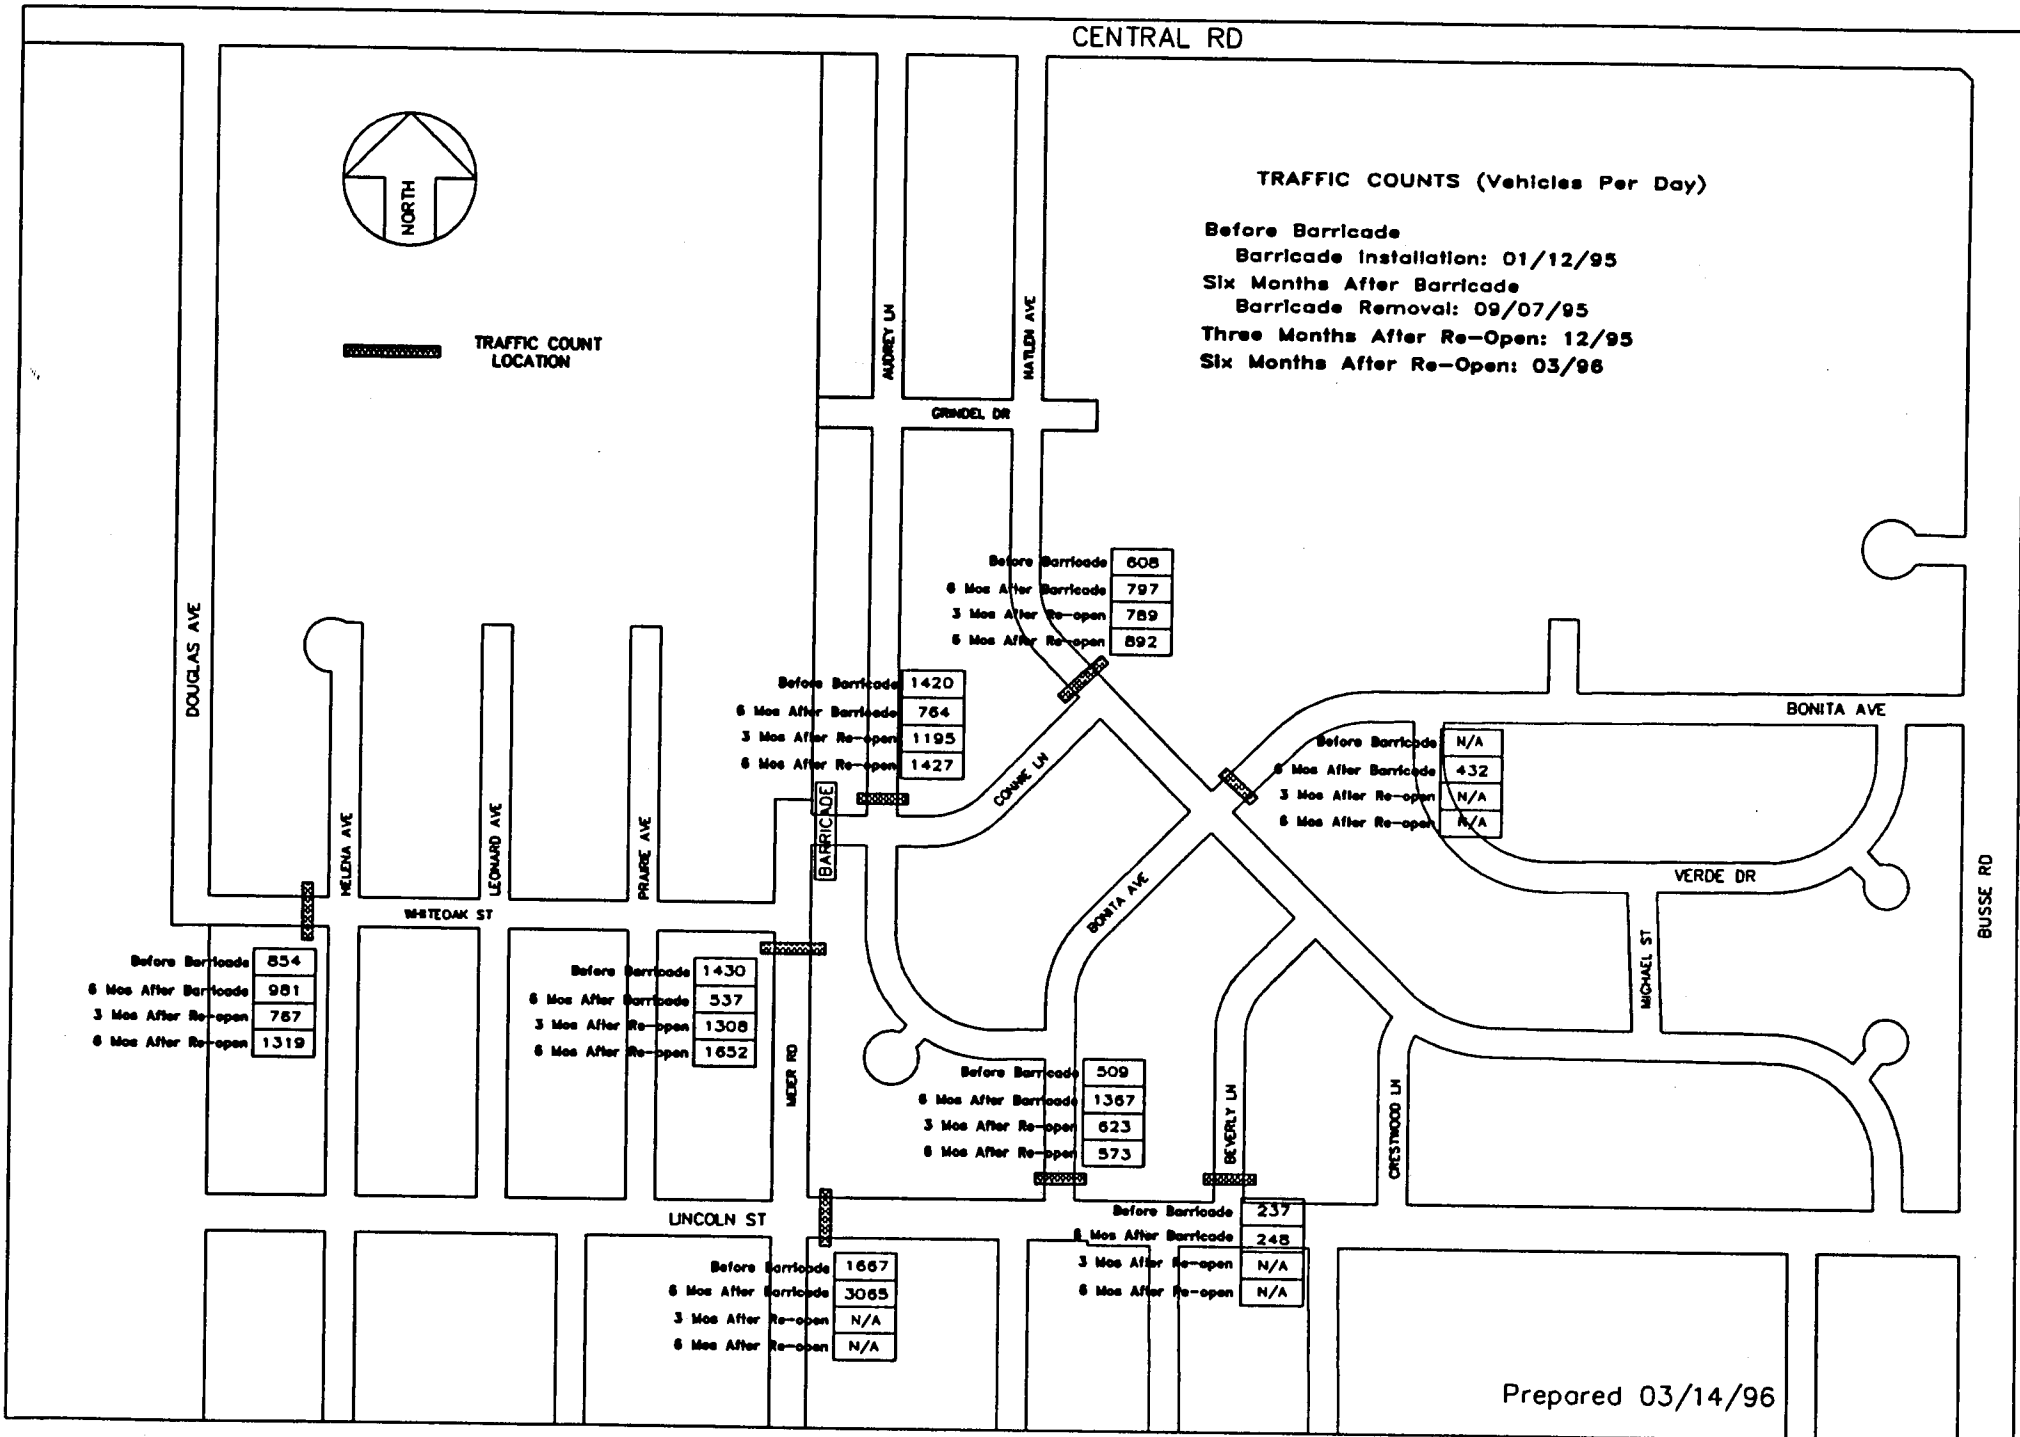 CENTRAL RD
NORTH
TRAFFIC COUNTS (Vehicles Per Day)
Before Barricade
Barricade Installation: 01/12/95
Six Months After Barricade
Barricade Removal: 09/07/95
Three Months After Re-Open: 12/95
Six Months After Re-Open: 03/96
TRAFFIC COUNT
LOCATION
AUDREY LN
HATLEN AVE
GRINDEL DR
Before Barricade 608
6 Mos After Barricade 797
3 Mos After Re-open 789
6 Mos After Re-open 892
DOUGLAS AVE
Before Barricade 1420
6 Mos After Barricade 764
3 Mos After Re-open 1195
6 Mos After Re-open 1427
BONITA AVE
Before Barricade N/A
6 Mos After Barricade 432
3 Mos After Re-open N/A
6 Mos After Re-open N/A
CONNIE LN
BARRICADE
HELENA AVE
LEONARD AVE
PRAIRIE AVE
WHITEOAK ST
BONITA AVE
VERDE DR
BUSSE RD
MICHAEL ST
Before Barricade 854
6 Mos After Barricade 981
3 Mos After Re-open 767
6 Mos After Re-open 1319
Before Barricade 1430
6 Mos After Barricade 537
3 Mos After Re-open 1308
6 Mos After Re-open 1652
MEIER RD
Before Barricade 509
6 Mos After Barricade 1367
3 Mos After Re-open 623
6 Mos After Re-open 573
BEVERLY LN
CRESTWOOD LN
LINCOLN ST
Before Barricade 237
6 Mos After Barricade 248
3 Mos After Re-open N/A
6 Mos After Re-open N/A
Before Barricade 1667
6 Mos After Barricade 3065
3 Mos After Re-open N/A
6 Mos After Re-open N/A
Prepared 03/14/96